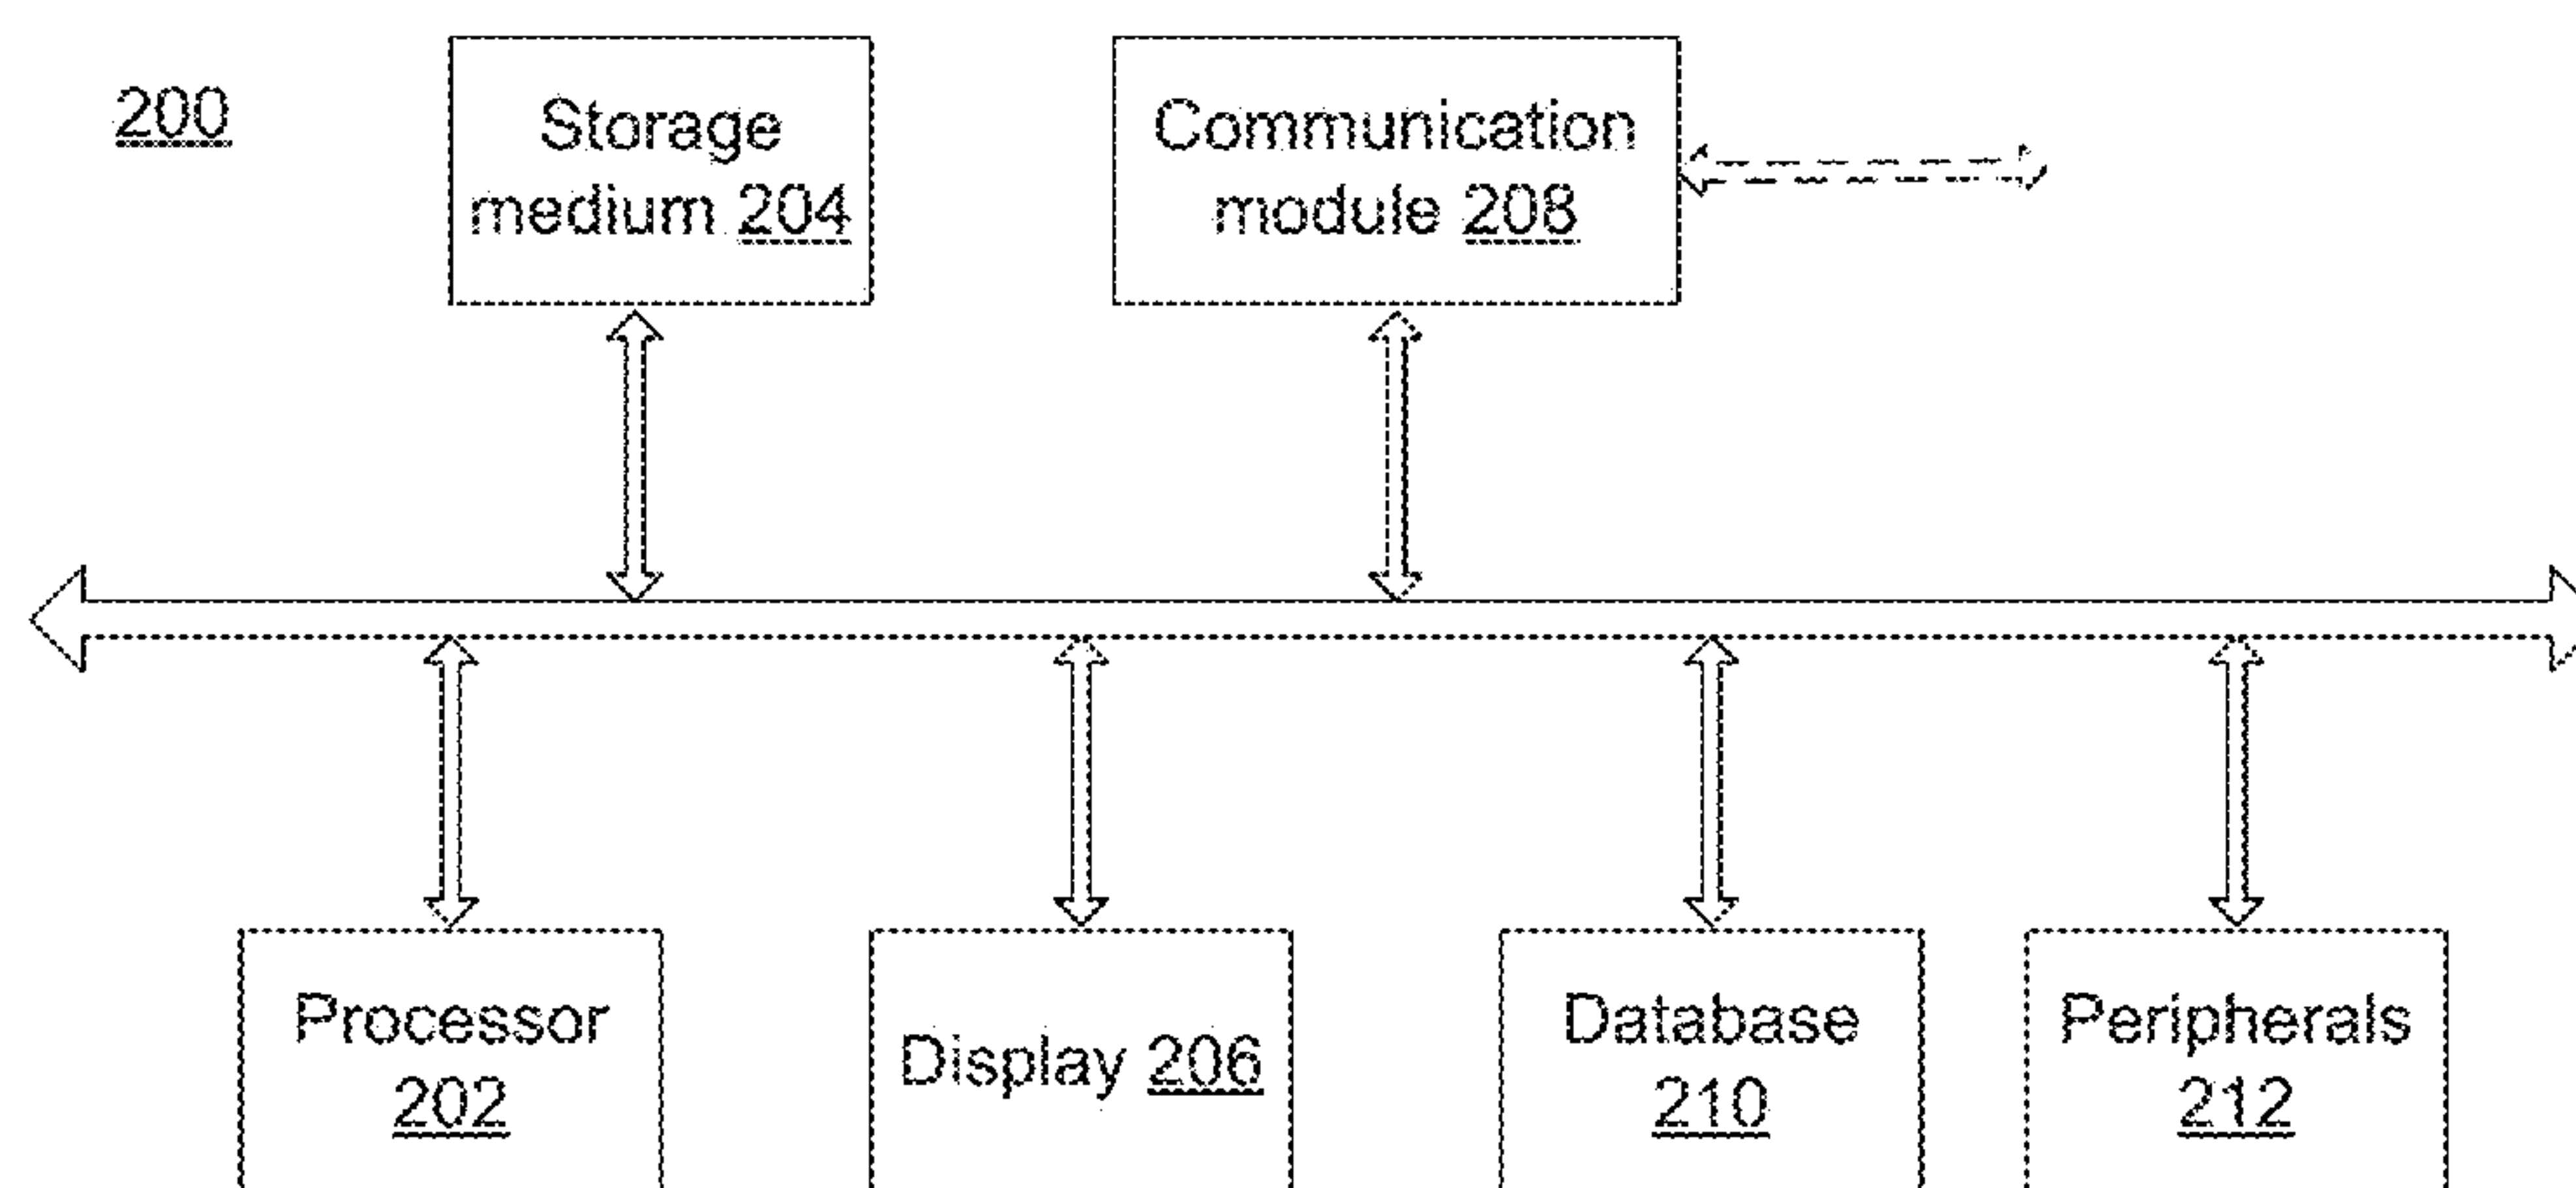 200
Storage
medium 204
Communication
module 208
Processor
202
Display 206
Database
210
Peripherals
212